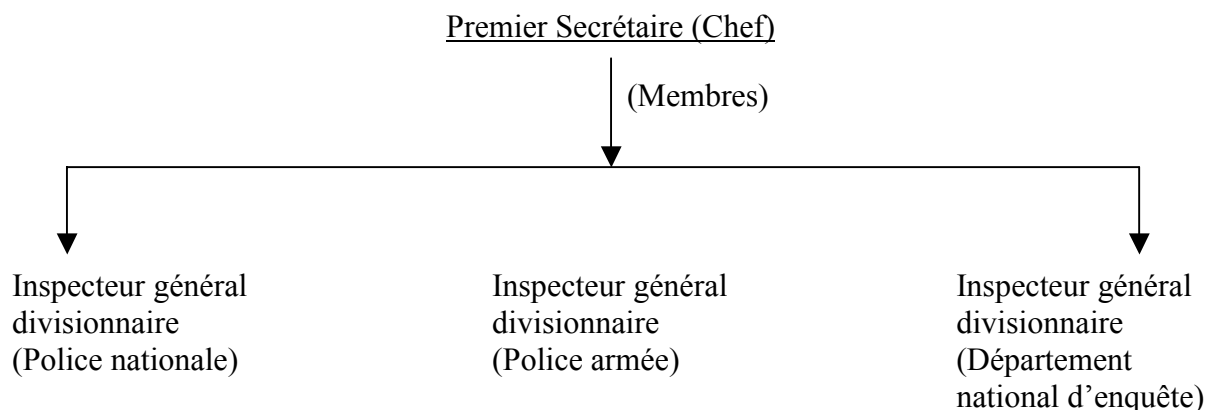 Premier Secrétaire (Chef)
(Membres)
Inspecteur général
divisionnaire
(Police nationale)
Inspecteur général
divisionnaire
(Police armée)
Inspecteur général
divisionnaire
(Département
national d'enquête)